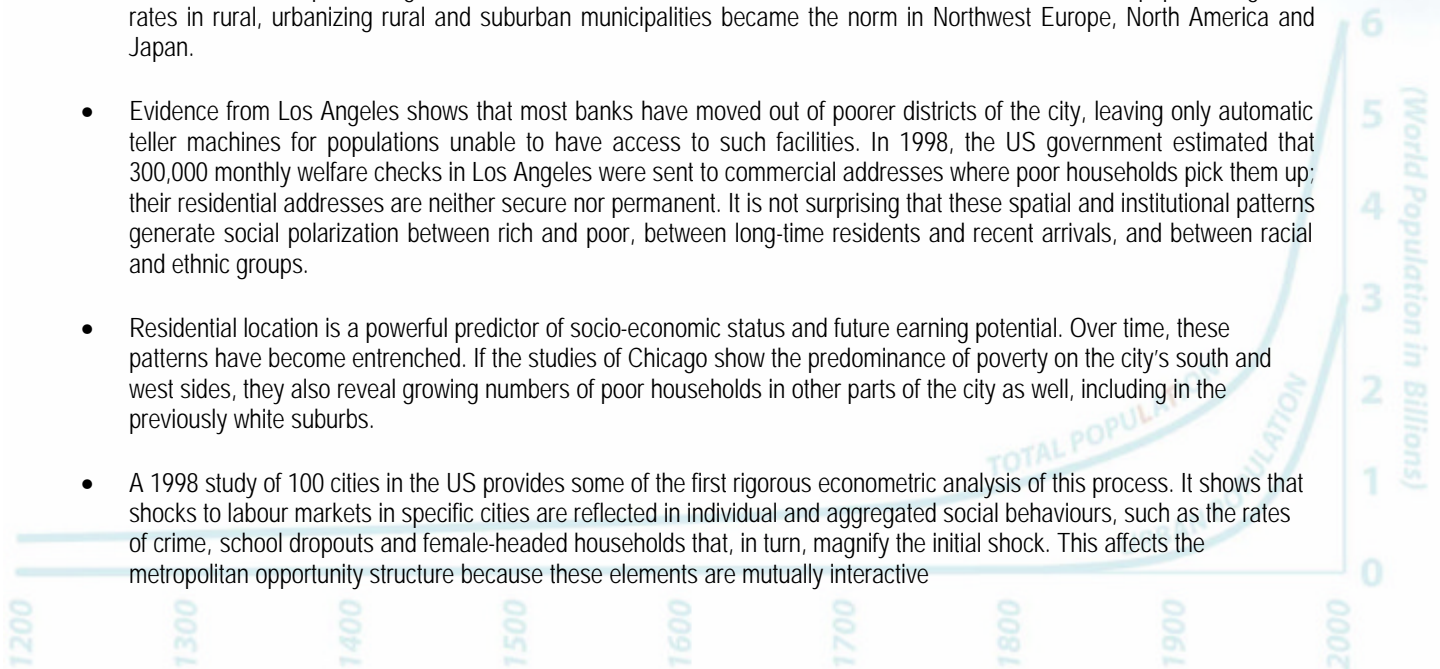 rates in rural, urbanizing rural and suburban municipalities became the norm in Northwest Europe, North America and
Japan.
• Evidence from Los Angeles shows that most banks have moved out of poorer districts of the city, leaving only automatic
teller machines for populations unable to have access to such facilities. In 1998, the US government estimated that
300,000 monthly welfare checks in Los Angeles were sent to commercial addresses where poor households pick them up;
their residential addresses are neither secure nor permanent. It is not surprising that these spatial and institutional patterns
generate social polarization between rich and poor, between long-time residents and recent arrivals, and between racial
and ethnic groups.
• Residential location is a powerful predictor of socio-economic status and future earning potential. Over time, these
patterns have become entrenched. If the studies of Chicago show the predominance of poverty on the city’s south and
west sides, they also reveal growing numbers of poor households in other parts of the city as well, including in the
previously white suburbs.
• A 1998 study of 100 cities in the US provides some of the first rigorous econometric analysis of this process. It shows that
shocks to labour markets in specific cities are reflected in individual and aggregated social behaviours, such as the rates
of crime, school dropouts and female-headed households that, in turn, magnify the initial shock. This affects the
metropolitan opportunity structure because these elements are mutually interactive
TOTAL POPULATION
URBAN POPULATION
6
5
4
3
2
1
0
(World Population in Billions)
1200
1300
1400
1500
1600
1700
1800
1900
2000